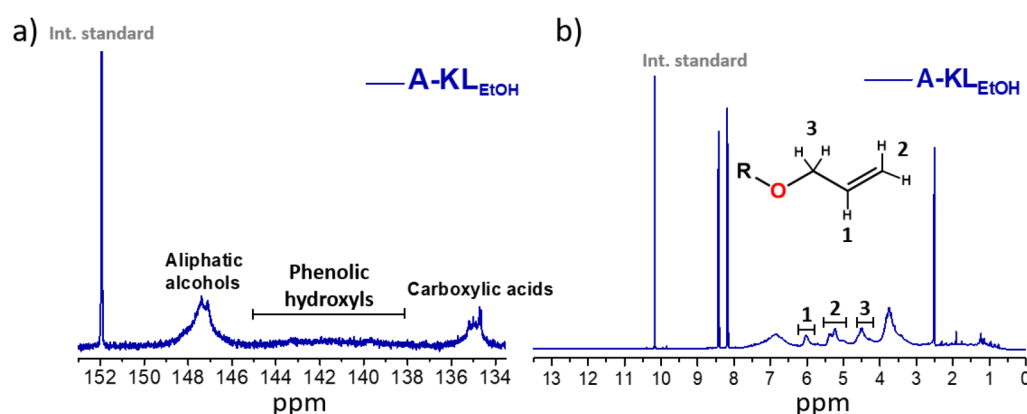 a)
Int. standard
A-KL_EtOH
Aliphatic
alcohols
Phenolic
hydroxyls
Carboxylic acids
152 150 148 146 144 142 140 138 136 134
ppm
b)
Int. standard
A-KL_EtOH
3
H H H 2
R
O H
H
1
1 2 3
13 12 11 10 9 8 7 6 5 4 3 2 1 0
ppm